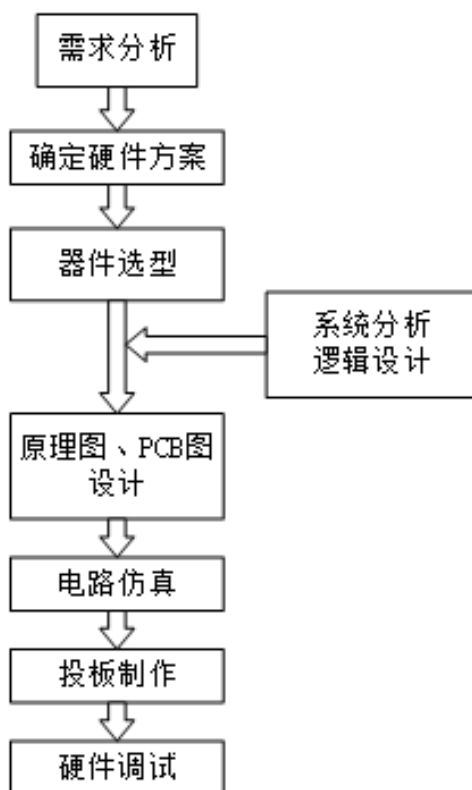 需求分析
确定硬件方案
器件选型
系统分析
逻辑设计
原理图、PCB图
设计
电路仿真
投板制作
硬件调试